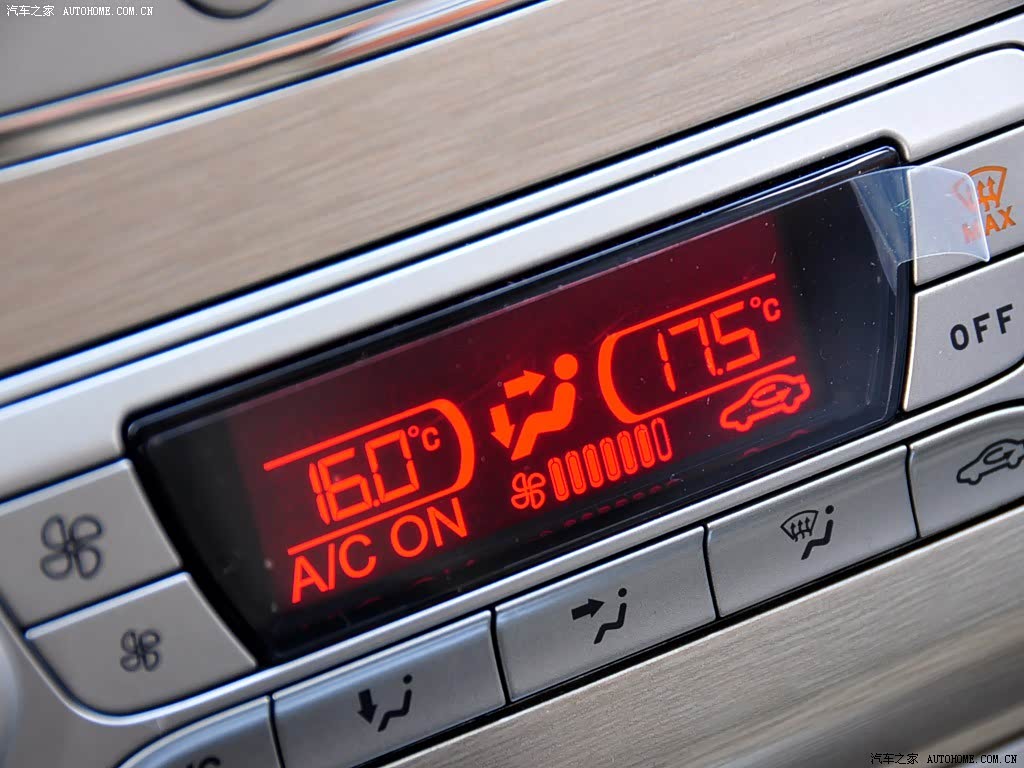 汽车之家 AUTOHOME.COM.CN
MAX
OFF
17.5°C
16.0°C
A/C ON
汽车之家 AUTOHOME.COM.CN